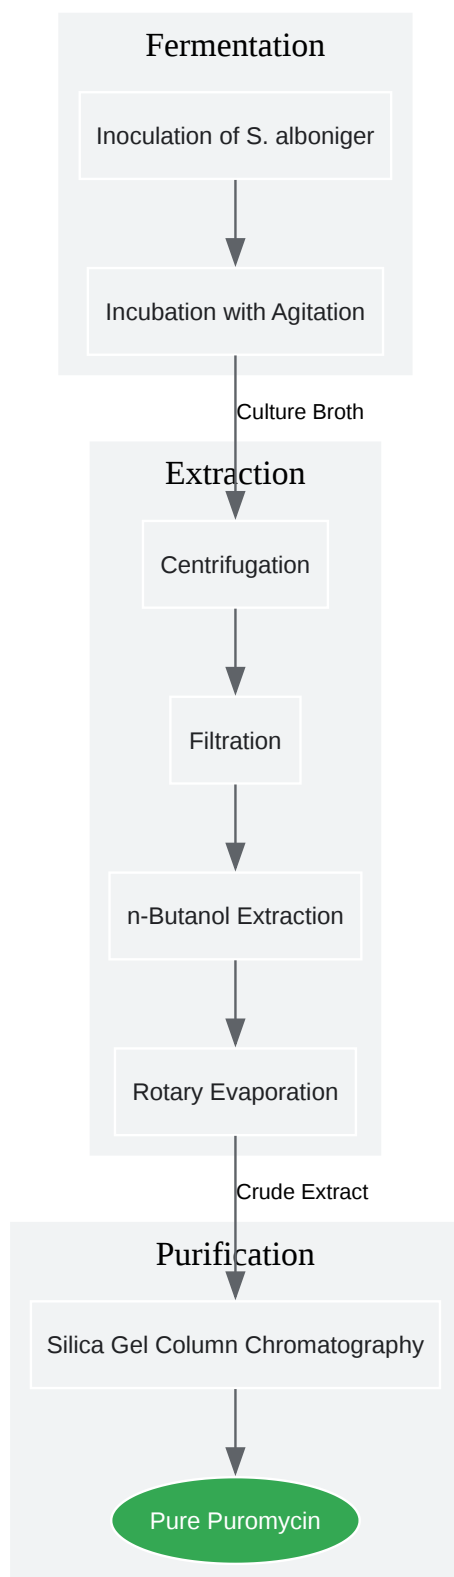 Fermentation
Inoculation of S. alboniger
Incubation with Agitation
Culture Broth
Extraction
Centrifugation
Filtration
n-Butanol Extraction
Rotary Evaporation
Crude Extract
Purification
Silica Gel Column Chromatography
Pure Puromycin